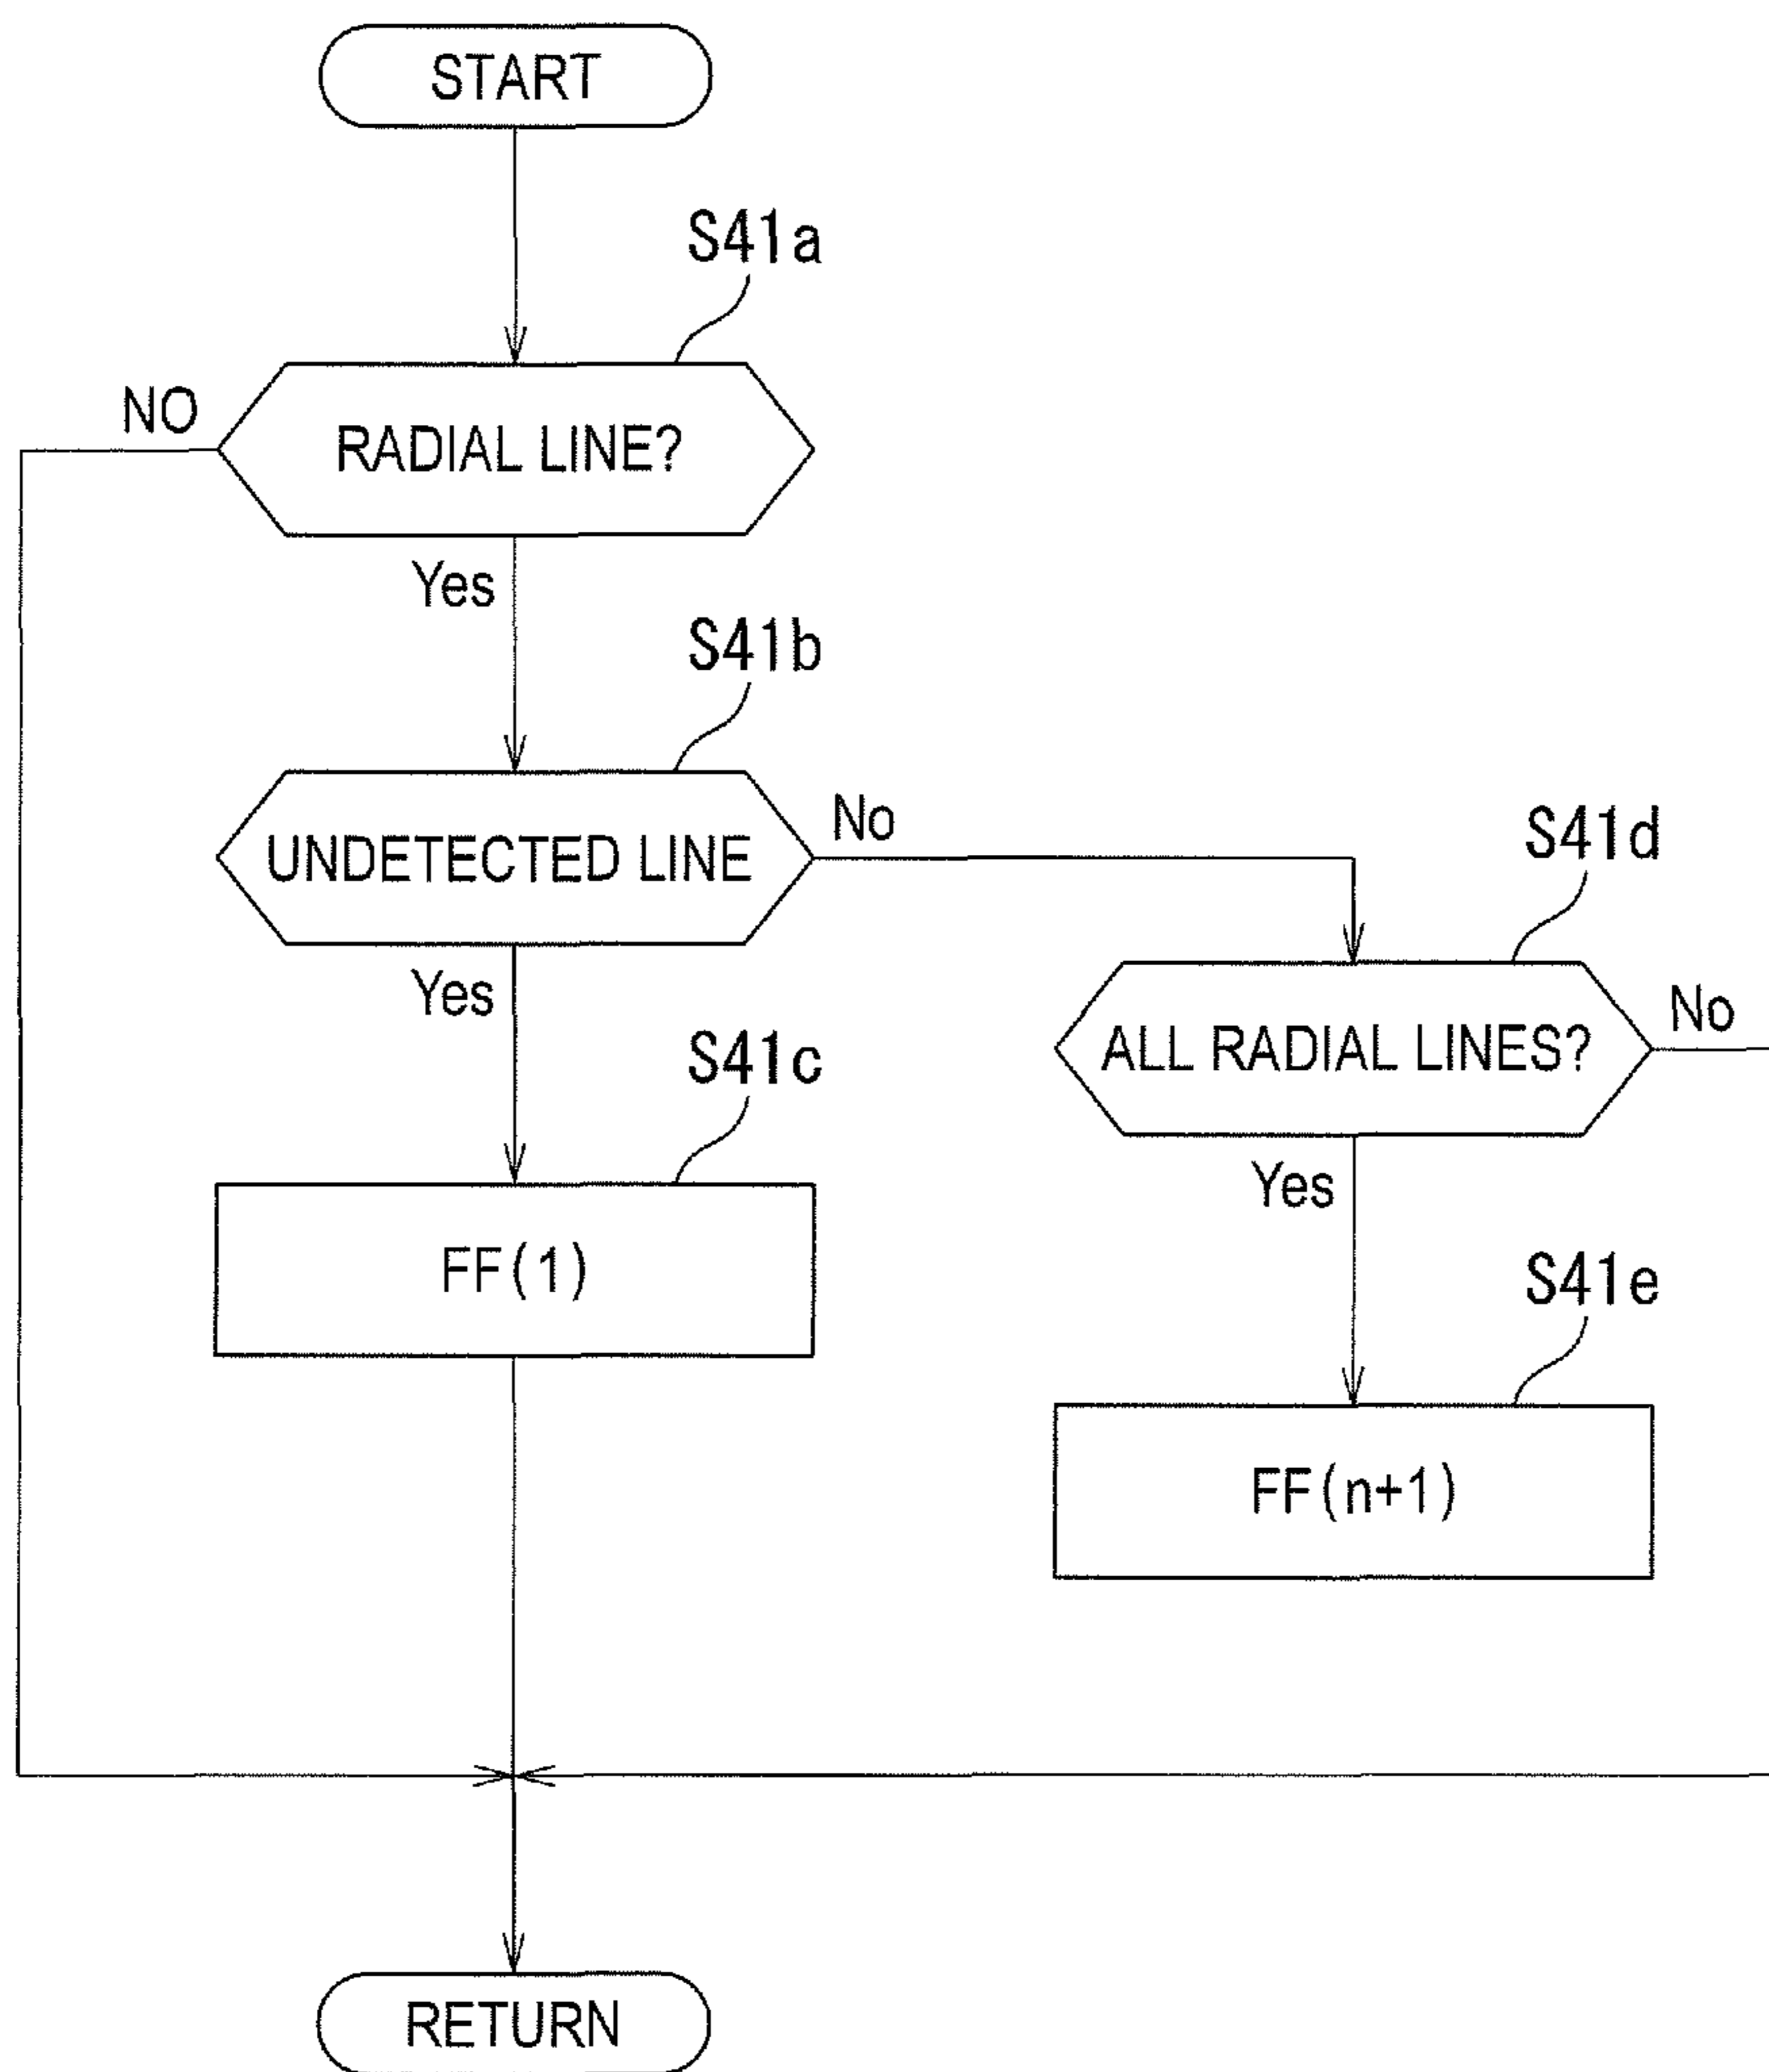 START
S41a
NO
RADIAL LINE?
Yes
S41b
UNDETECTED LINE
No
S41d
Yes
ALL RADIAL LINES?
No
S41c
Yes
FF(1)
S41e
FF(n+1)
RETURN